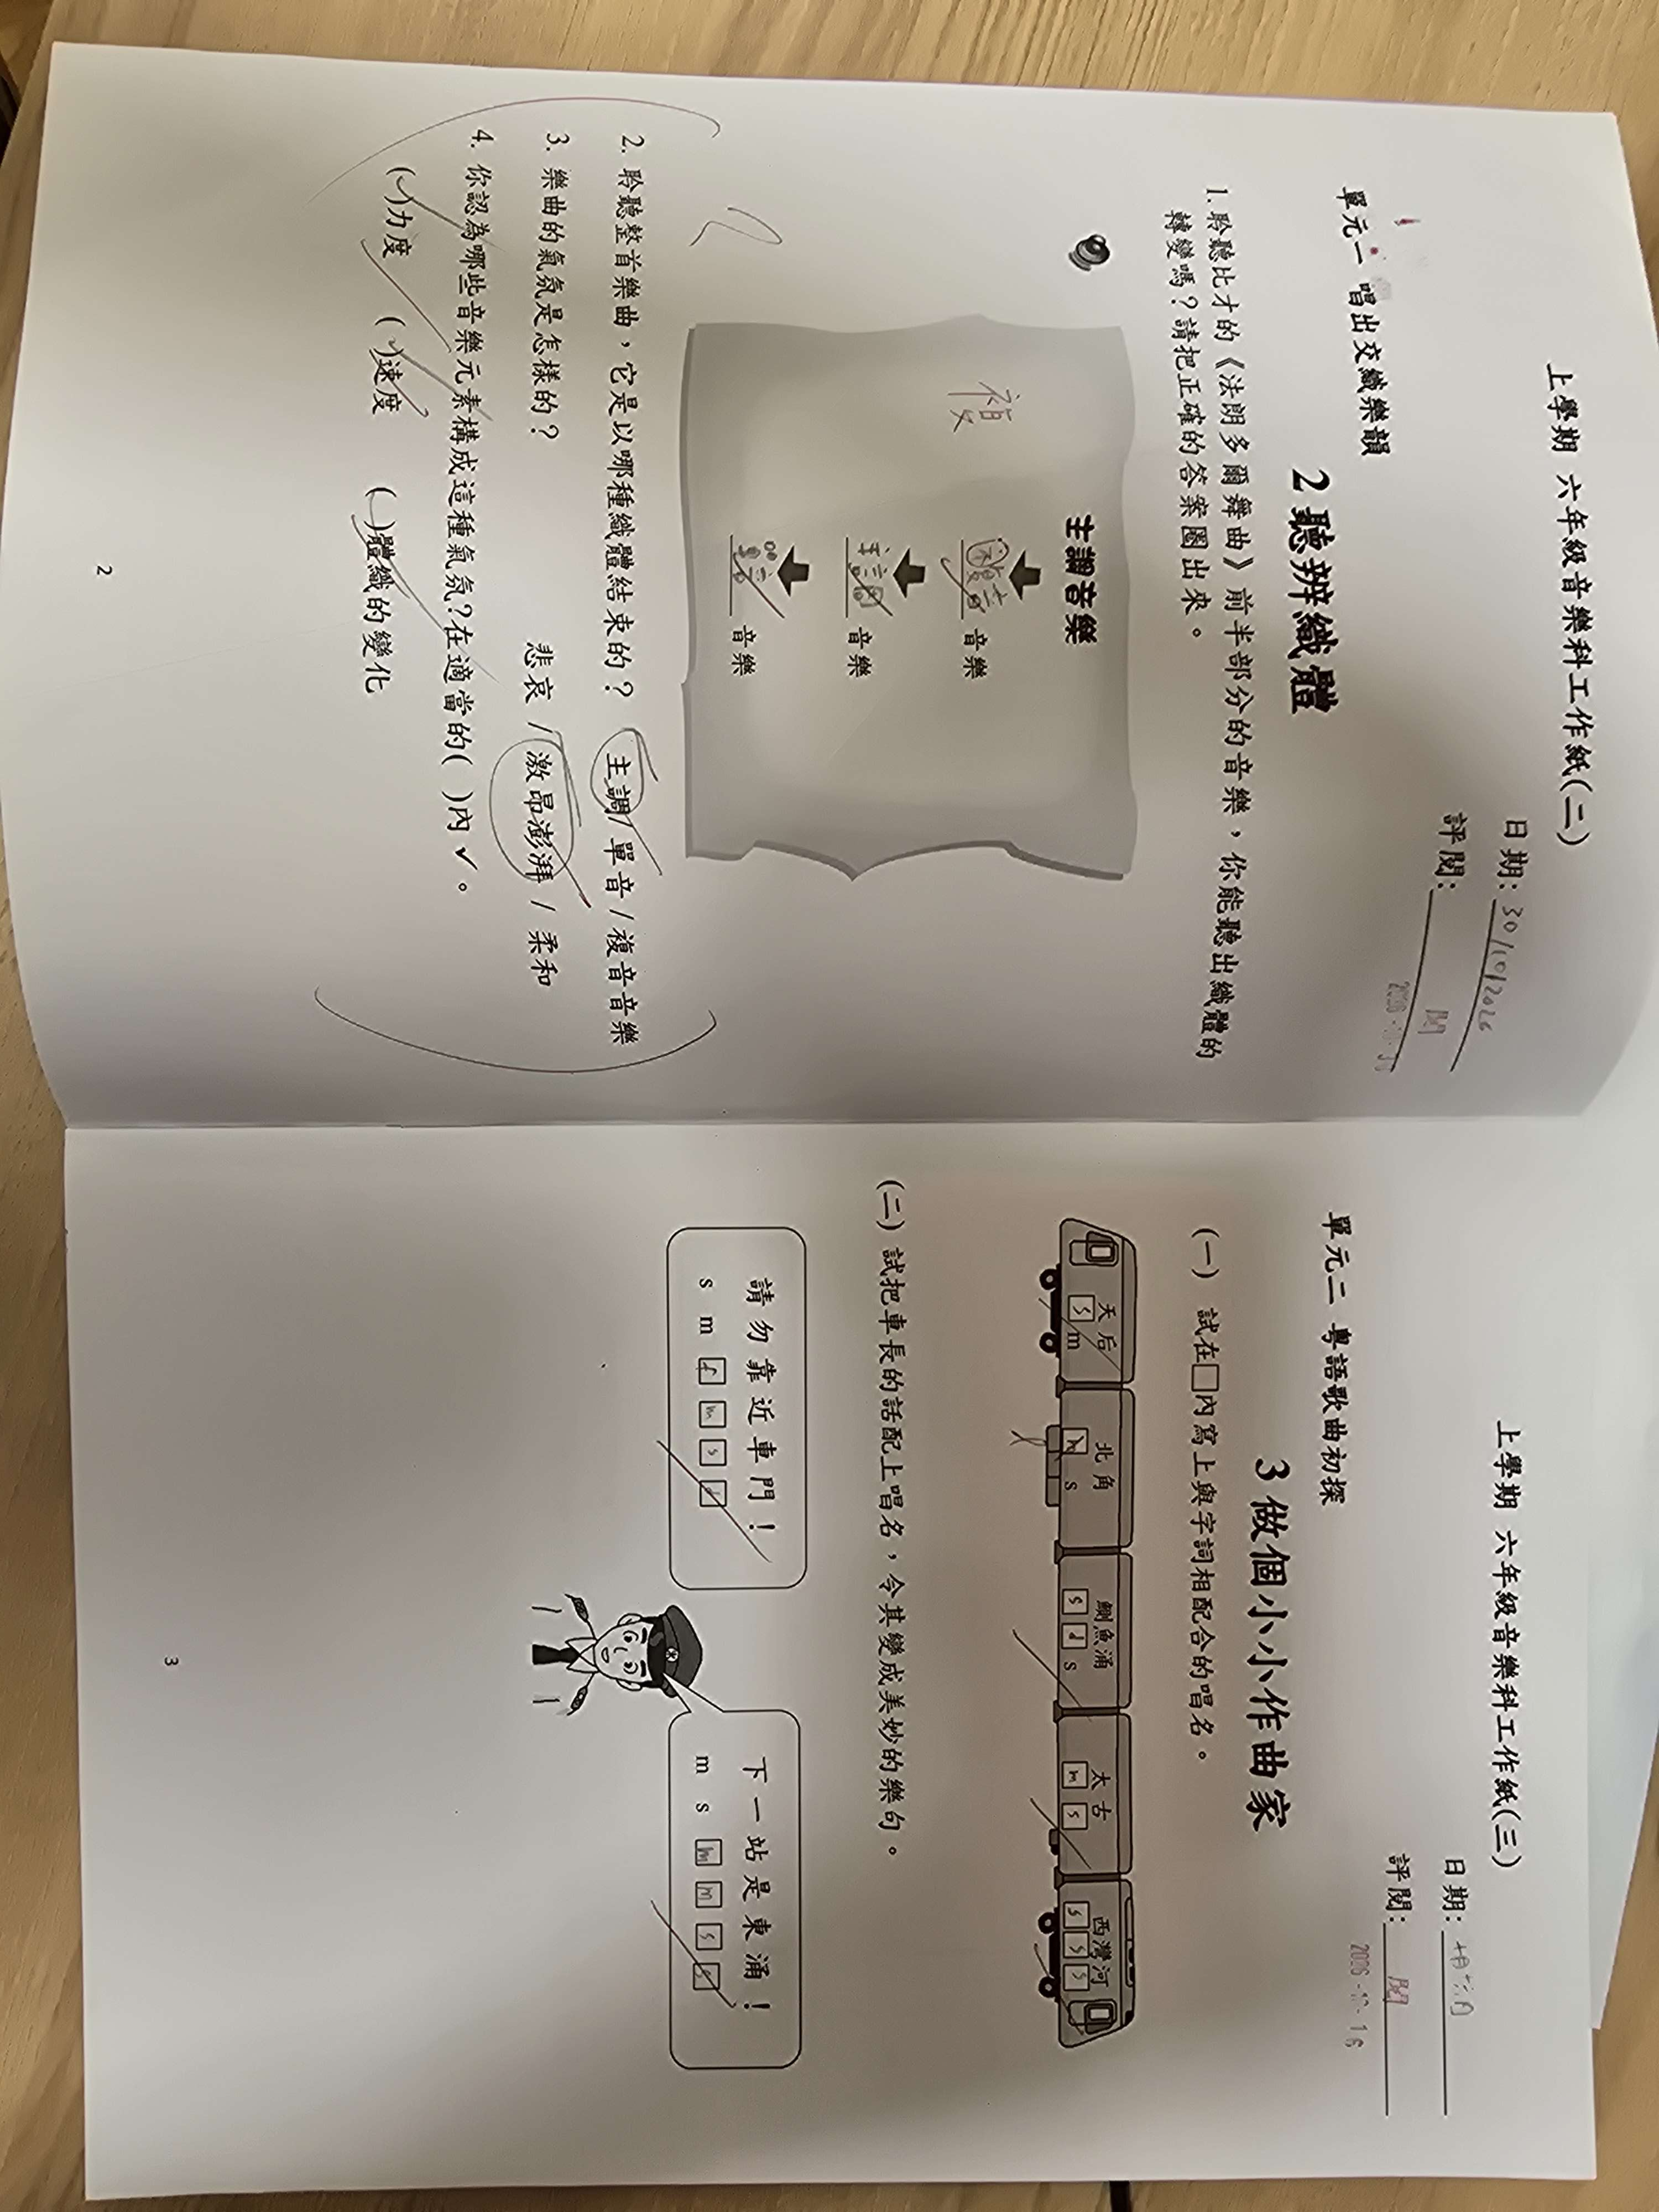 上學期 六年級音樂科工作紙(二)
日期: 30/10/2026
評閱: 閱
單元一 唱出交織樂韻
2 聽辨織體
1. 聆聽比才的《法朗多爾舞曲》前半部分的音樂，你能聽出織體的
轉變嗎？請把正確的答案圈出來。
主調音樂
複音 音樂
主調 音樂
音樂
複
2. 聆聽整首樂曲，它是以哪種織體結束的？ 主調/ 單音 / 複音音樂
3. 樂曲的氣氛是怎樣的？ 悲哀 / 激昂澎湃 / 柔和
4. 你認為哪些音樂元素構成這種氣氛?在適當的( )內✓。
(✓)力度 (✓)速度 ( )體織的變化
2
上學期 六年級音樂科工作紙(三)
日期:
評閱: 閱
單元二 粵語歌曲初探
3 做個小小作曲家
(一) 試在□內寫上與字詞相配合的唱名。
天后 北角 鰂魚涌 太古 西灣河
s m s s d s m s s s s
(二) 試把車長的話配上唱名，令其變成美妙的樂句。
請勿靠近車門！
s m r m s
下一站是東涌！
m s m m s s
3